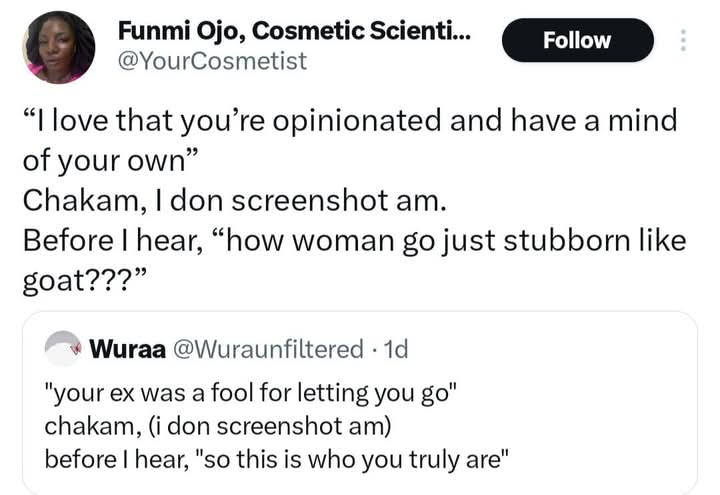 Funmi Ojo, Cosmetic Scienti...
@YourCosmetist
Follow
“I love that you’re opinionated and have a mind
of your own”
Chakam, I don screenshot am.
Before I hear, “how woman go just stubborn like
goat???”
Wuraa @Wuraunfiltered · 1d
"your ex was a fool for letting you go"
chakam, (i don screenshot am)
before I hear, "so this is who you truly are"